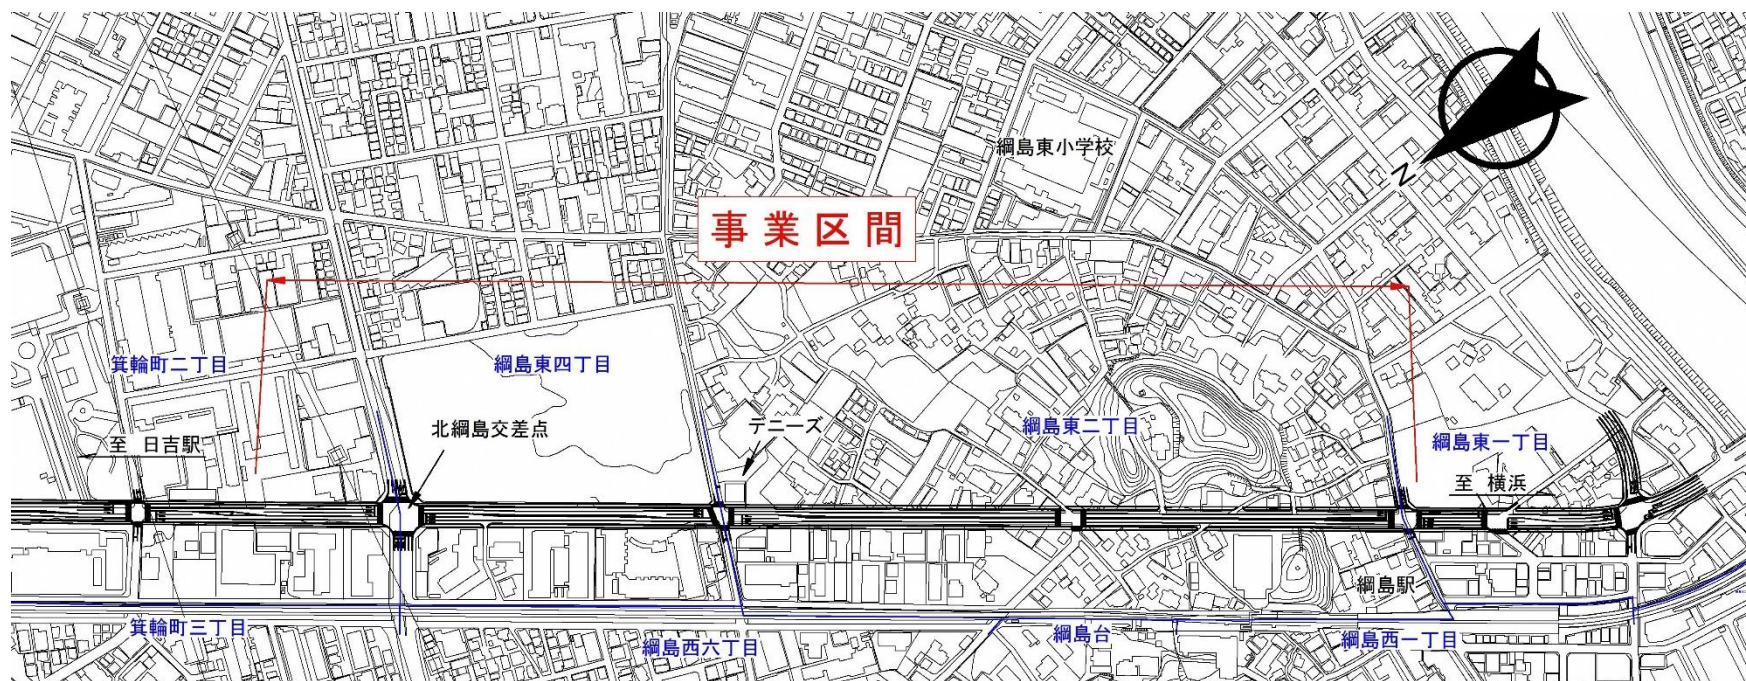 綱島東小学校
N
事業区間
箕輪町二丁目
綱島東四丁目
北綱島交差点
デニーズ
綱島東二丁目
綱島東一丁目
至 日吉駅
至 横浜
綱島駅
箕輪町三丁目
綱島西六丁目
綱島台
綱島西一丁目